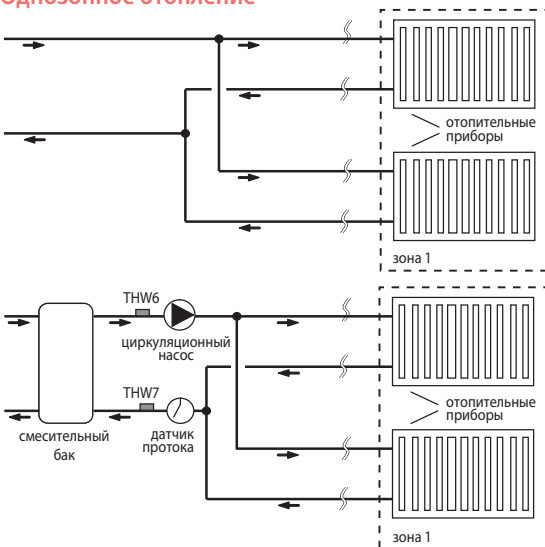 Однозонное отопление
отопительные
приборы
зона 1
THW6
циркуляционный
насос
THW7
смесительный
бак
датчик
протока
отопительные
приборы
зона 1